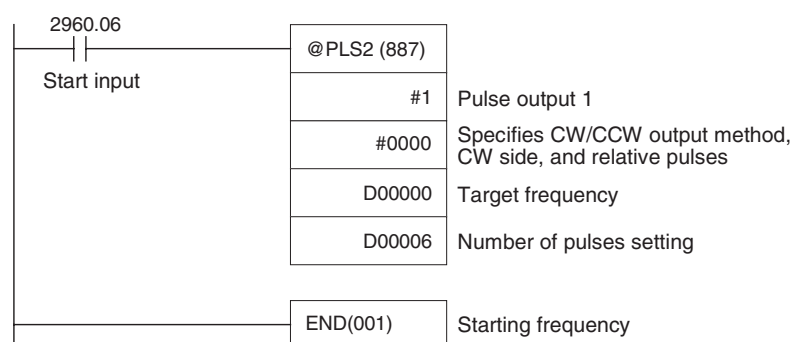 2960.06
Start input
@PLS2 (887)
#1 Pulse output 1
#0000 Specifies CW/CCW output method,
CW side, and relative pulses
D00000 Target frequency
D00006 Number of pulses setting
END(001) Starting frequency